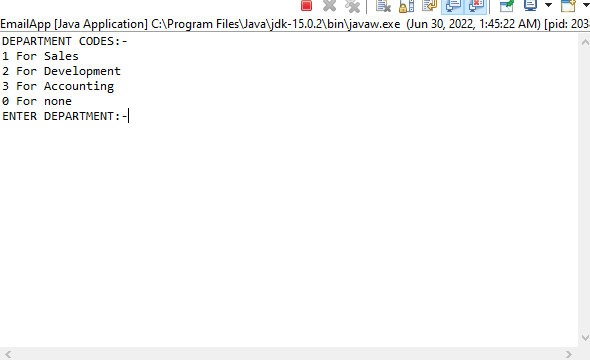 EmailApp [Java Application] C:\Program Files\Java\jdk-15.0.2\bin\javaw.exe (Jun 30, 2022, 1:45:22 AM) [pid: 203
DEPARTMENT CODES:-
1 For Sales
2 For Development
3 For Accounting
0 For none
ENTER DEPARTMENT:-